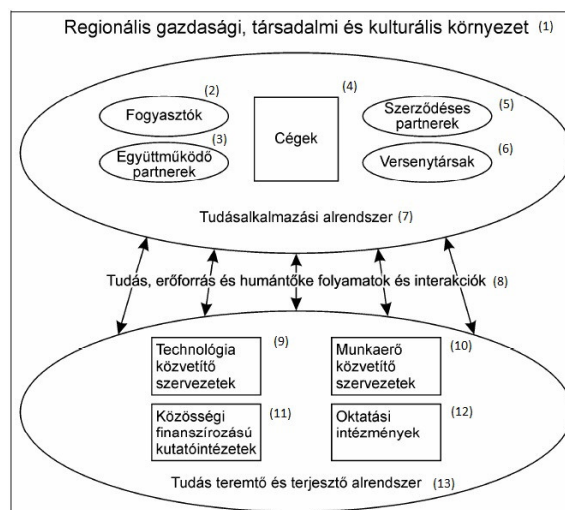 Regionális gazdasági, társadalmi és kulturális környezet (1)
(2)
Fogyasztók
(3)
Együttműködő
partnerek
(4)
Cégek
(5)
Szerződéses
partnerek
(6)
Versenytársak
Tudásalkalmazási alrendszer (7)
Tudás, erőforrás és humántőke folyamatok és interakciók (8)
Technológia (9)
közvetítő
szervezetek
Munkaerő (10)
közvetítő
szervezetek
Közösségi (11)
finanszírozású
kutatóintézetek
Oktatási (12)
intézmények
Tudás teremtő és terjesztő alrendszer (13)